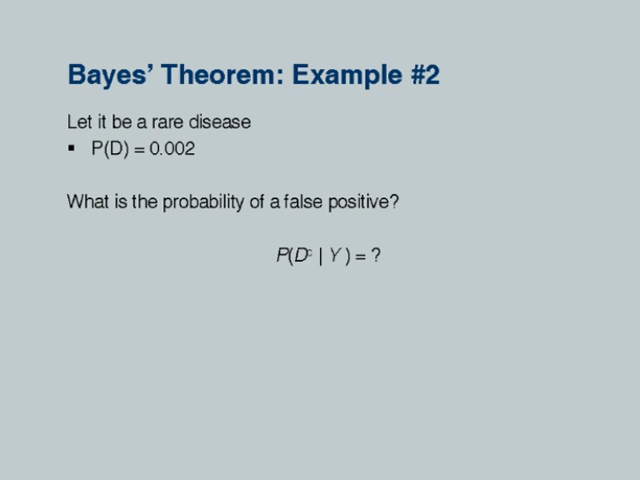 Bayes’ Theorem: Example #2
Let it be a rare disease
▪ P(D) = 0.002
What is the probability of a false positive?
P(Dᶜ | Y ) = ?